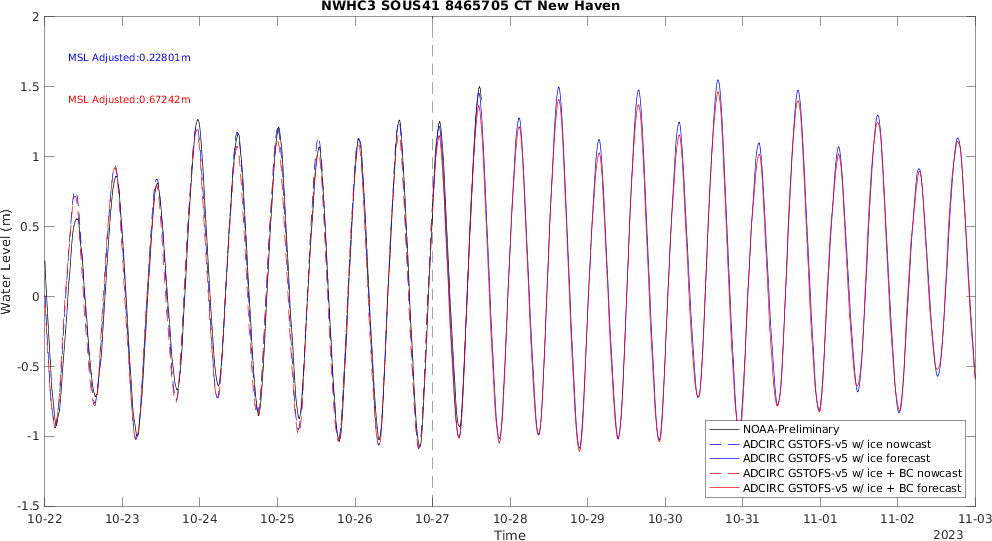 NWHC3 SOUS41 8465705 CT New Haven
MSL Adjusted:0.22801m
MSL Adjusted:0.67242m
Water Level (m)
2
1.5
1
0.5
0
-0.5
-1
-1.5
NOAA-Preliminary
ADCIRC GSTOFS-v5 w/ ice nowcast
ADCIRC GSTOFS-v5 w/ ice forecast
ADCIRC GSTOFS-v5 w/ ice + BC nowcast
ADCIRC GSTOFS-v5 w/ ice + BC forecast
10-22 10-23 10-24 10-25 10-26 10-27 10-28 10-29 10-30 10-31 11-01 11-02 11-03
Time
2023